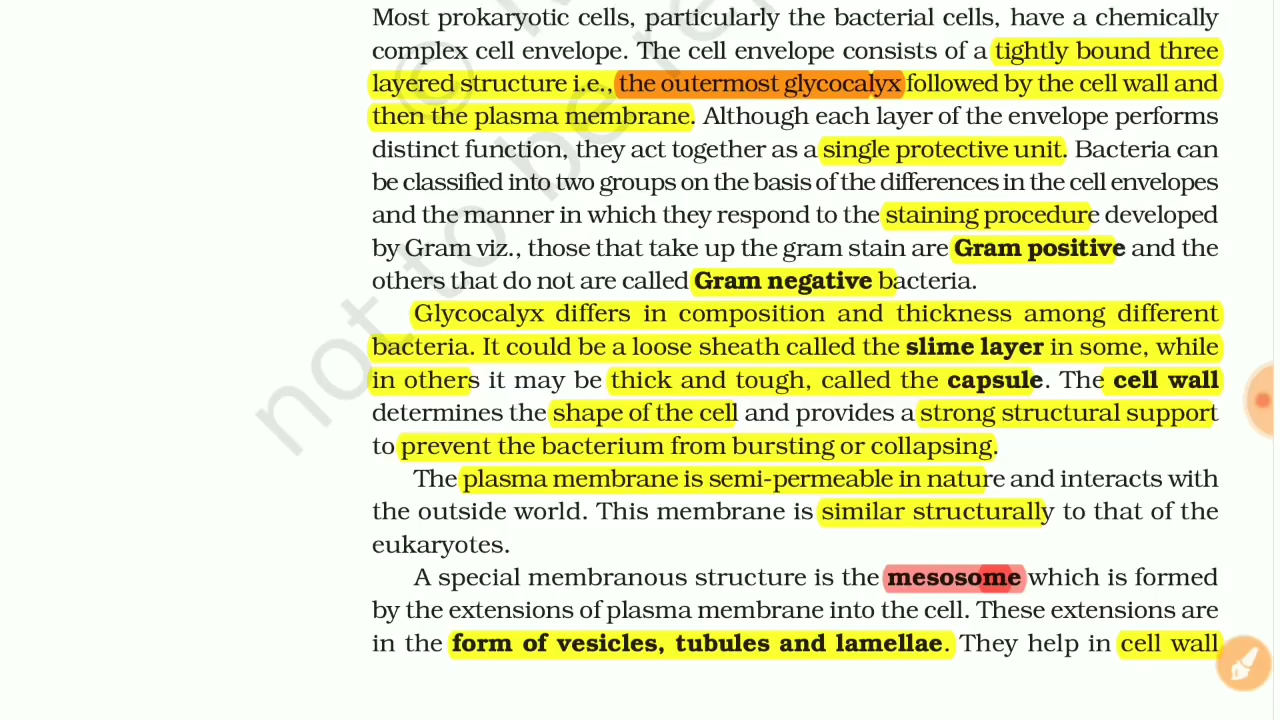 Most prokaryotic cells, particularly the bacterial cells, have a chemically
complex cell envelope. The cell envelope consists of a tightly bound three
layered structure i.e., the outermost glycocalyx followed by the cell wall and
then the plasma membrane. Although each layer of the envelope performs
distinct function, they act together as a single protective unit. Bacteria can
be classified into two groups on the basis of the differences in the cell envelopes
and the manner in which they respond to the staining procedure developed
by Gram viz., those that take up the gram stain are Gram positive and the
others that do not are called Gram negative bacteria.
Glycocalyx differs in composition and thickness among different
bacteria. It could be a loose sheath called the slime layer in some, while
in others it may be thick and tough, called the capsule. The cell wall
determines the shape of the cell and provides a strong structural support
to prevent the bacterium from bursting or collapsing.
The plasma membrane is semi-permeable in nature and interacts with
the outside world. This membrane is similar structurally to that of the
eukaryotes.
A special membranous structure is the mesosome which is formed
by the extensions of plasma membrane into the cell. These extensions are
in the form of vesicles, tubules and lamellae. They help in cell wall
©
not to be re